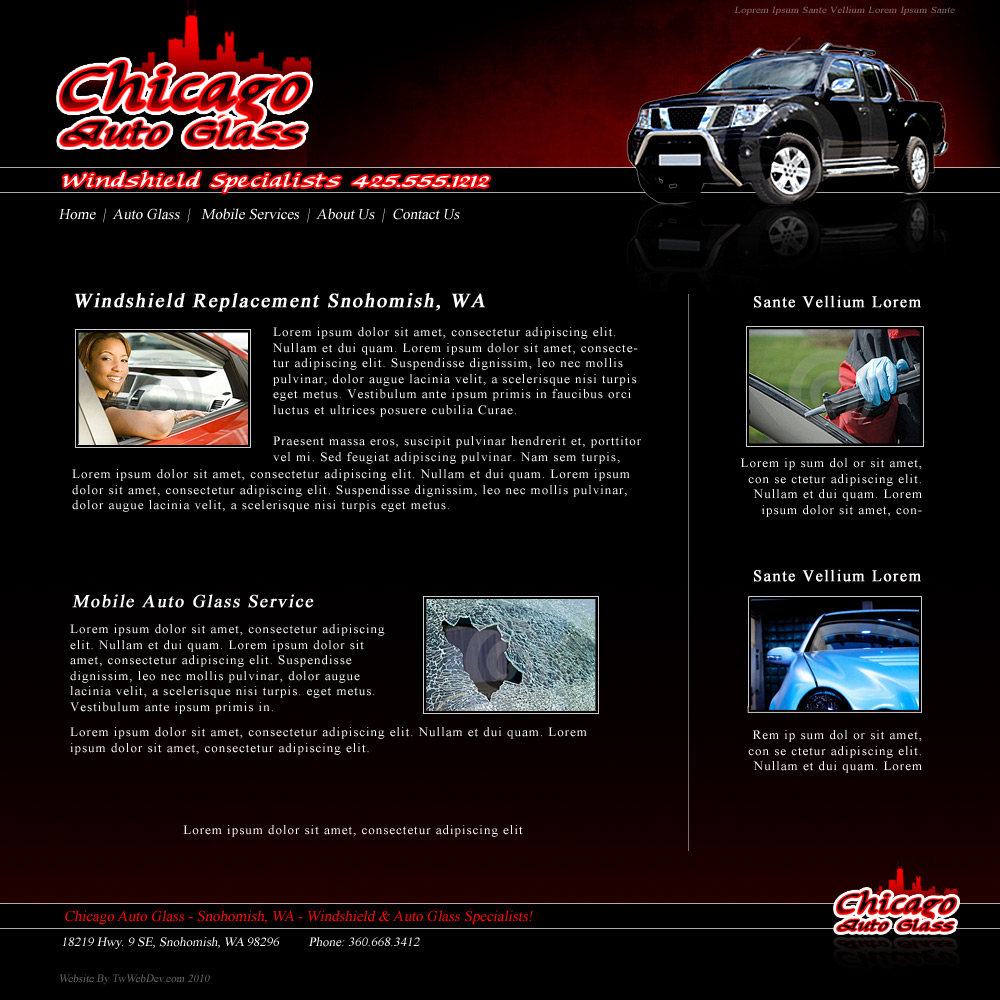 Loprem Ipsum Sante Vellium Lorem Ipsum Sante
Chicago
Auto Glass
Windshield Specialists 425.555.1212
Home | Auto Glass | Mobile Services | About Us | Contact Us
Windshield Replacement Snohomish, WA
Lorem ipsum dolor sit amet, consectetur adipiscing elit.
Nullam et dui quam. Lorem ipsum dolor sit amet, consecte-
tur adipiscing elit. Suspendisse dignissim, leo nec mollis
pulvinar, dolor augue lacinia velit, a scelerisque nisi turpis
eget metus. Vestibulum ante ipsum primis in faucibus orci
luctus et ultrices posuere cubilia Curae.
Praesent massa eros, suscipit pulvinar hendrerit et, porttitor
vel mi. Sed feugiat adipiscing pulvinar. Nam sem turpis,
Lorem ipsum dolor sit amet, consectetur adipiscing elit. Nullam et dui quam. Lorem ipsum
dolor sit amet, consectetur adipiscing elit. Suspendisse dignissim, leo nec mollis pulvinar,
dolor augue lacinia velit, a scelerisque nisi turpis eget metus.
Mobile Auto Glass Service
Lorem ipsum dolor sit amet, consectetur adipiscing
elit. Nullam et dui quam. Lorem ipsum dolor sit
amet, consectetur adipiscing elit. Suspendisse
dignissim, leo nec mollis pulvinar, dolor augue
lacinia velit, a scelerisque nisi turpis. eget metus.
Vestibulum ante ipsum primis in.
Lorem ipsum dolor sit amet, consectetur adipiscing elit. Nullam et dui quam. Lorem
ipsum dolor sit amet, consectetur adipiscing elit.
Lorem ipsum dolor sit amet, consectetur adipiscing elit
Sante Vellium Lorem
Lorem ip sum dol or sit amet,
con se ctetur adipiscing elit.
Nullam et dui quam. Lorem
ipsum dolor sit amet, con-
Sante Vellium Lorem
Rem ip sum dol or sit amet,
con se ctetur adipiscing elit.
Nullam et dui quam. Lorem
Chicago Auto Glass - Snohomish, WA - Windshield & Auto Glass Specialists!
18219 Hwy. 9 SE, Snohomish, WA 98296 Phone: 360.668.3412
Chicago
Auto Glass
Website By TwWebDev.com 2010